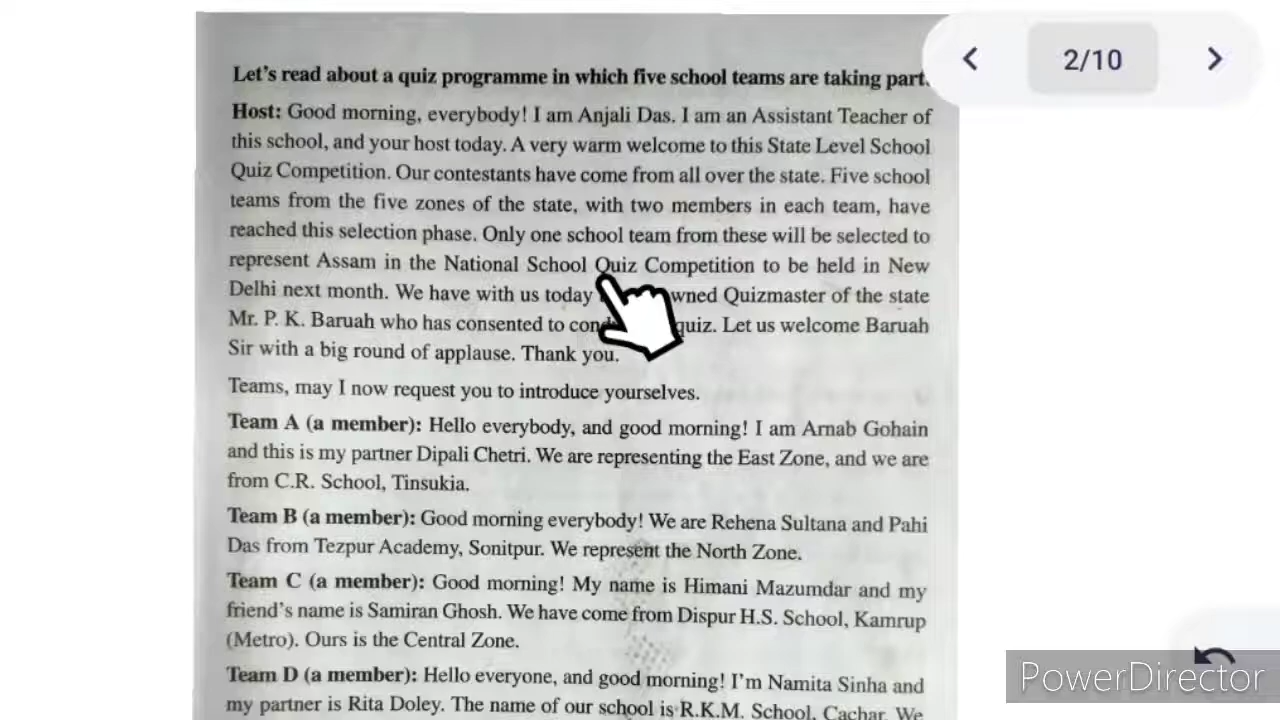 2/10
Let's read about a quiz programme in which five school teams are taking part.
Host: Good morning, everybody! I am Anjali Das. I am an Assistant Teacher of
this school, and your host today. A very warm welcome to this State Level School
Quiz Competition. Our contestants have come from all over the state. Five school
teams from the five zones of the state, with two members in each team, have
reached this selection phase. Only one school team from these will be selected to
represent Assam in the National School Quiz Competition to be held in New
Delhi next month. We have with us today wned Quizmaster of the state
Mr. P. K. Baruah who has consented to cond quiz. Let us welcome Baruah
Sir with a big round of applause. Thank you.
Teams, may I now request you to introduce yourselves.
Team A (a member): Hello everybody, and good morning! I am Arnab Gohain
and this is my partner Dipali Chetri. We are representing the East Zone, and we are
from C.R. School, Tinsukia.
Team B (a member): Good morning everybody! We are Rehena Sultana and Pahi
Das from Tezpur Academy, Sonitpur. We represent the North Zone.
Team C (a member): Good morning! My name is Himani Mazumdar and my
friend's name is Samiran Ghosh. We have come from Dispur H.S. School, Kamrup
(Metro). Ours is the Central Zone.
Team D (a member): Hello everyone, and good morning! I'm Namita Sinha and
my partner is Rita Doley. The name of our school is R.K.M. School, Cachar. We
PowerDirector